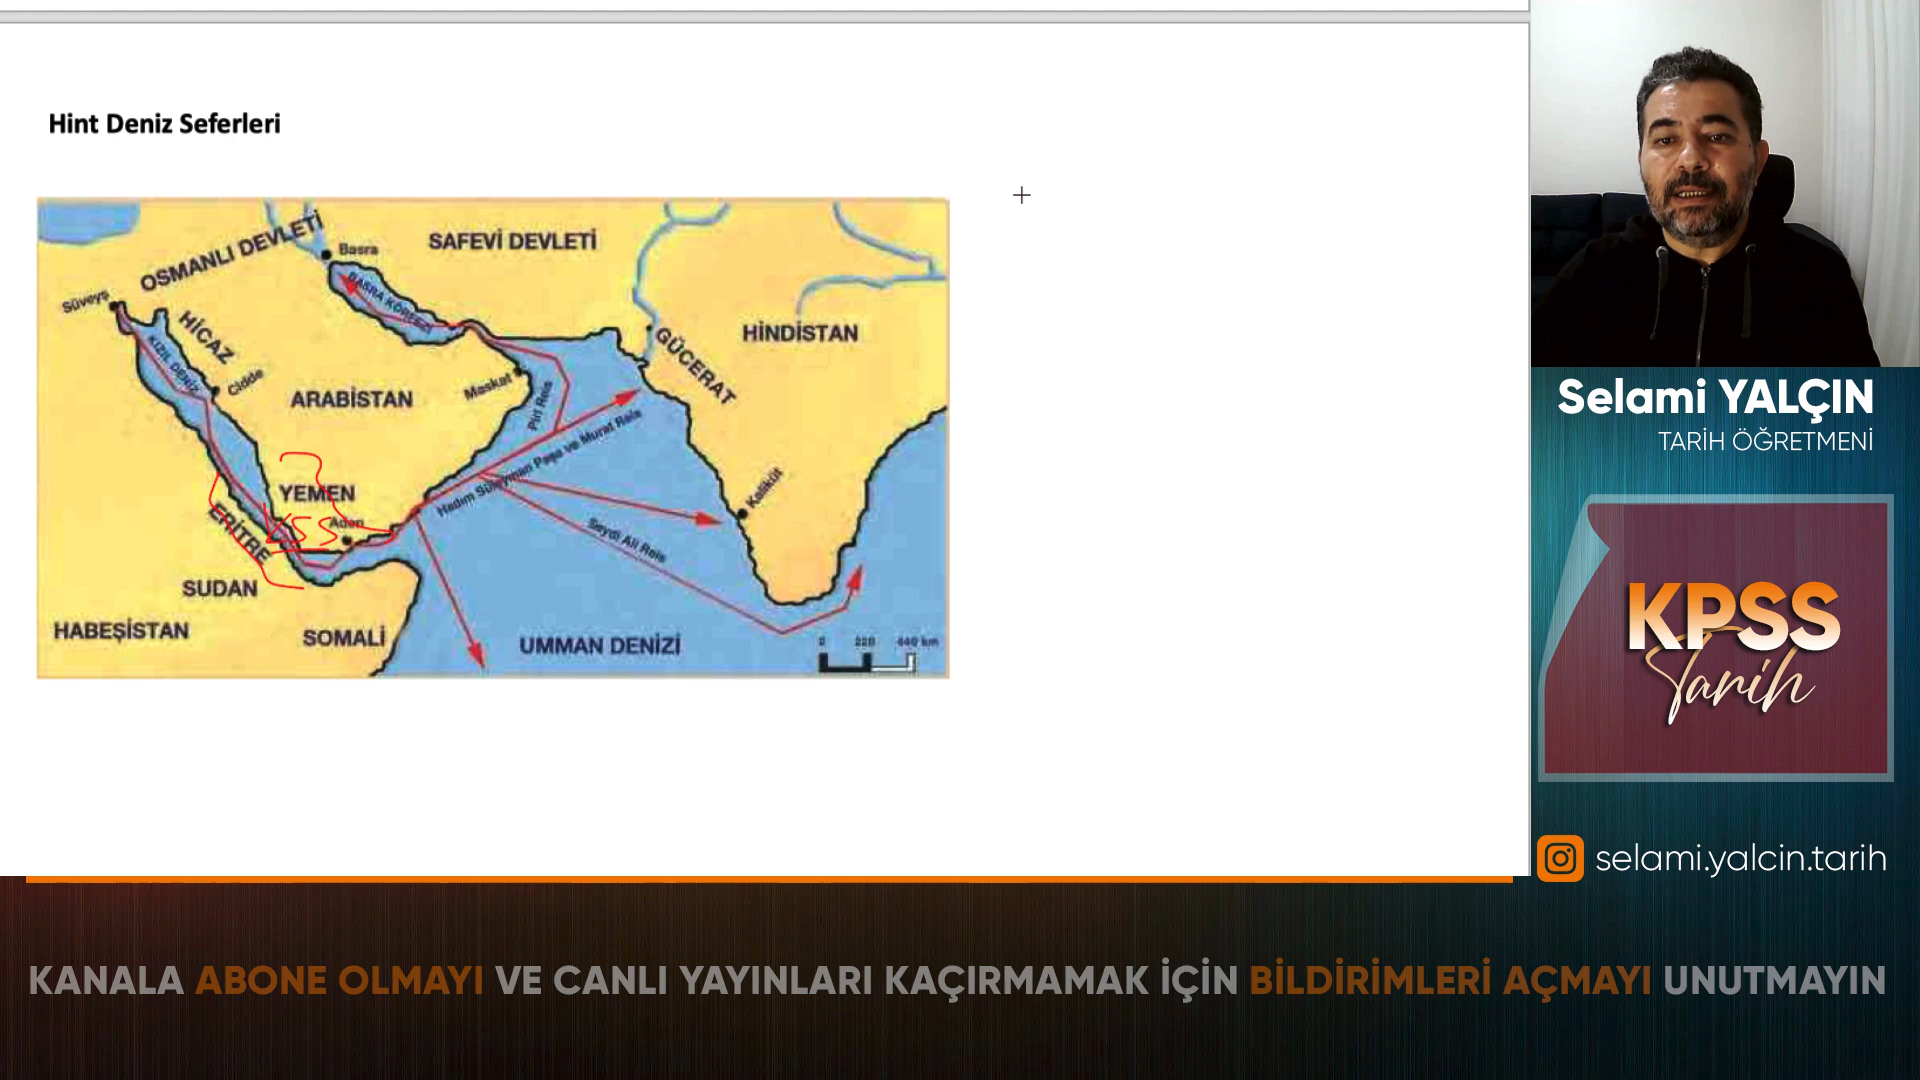 Hint Deniz Seferleri
OSMANLI DEVLETİ
Basra
SAFEVİ DEVLETİ
Süveyş
BASRA KÖRFEZİ
HİCAZ
KIZIL DENİZ
Cidde
GÜCERAT
HİNDİSTAN
ARABİSTAN
Maskat
Piri Reis
Hadım Süleyman Paşa ve Murat Reis
YEMEN
Aden
Kaliküt
ERİTRE
Seydi Ali Reis
SUDAN
HABEŞİSTAN
SOMALİ
UMMAN DENİZİ
0 220 440 km
Selami YALÇIN
TARİH ÖĞRETMENİ
KPSS
Tarih
selami.yalcin.tarih
KANALA ABONE OLMAYI VE CANLI YAYINLARI KAÇIRMAMAK İÇİN BİLDİRİMLERİ AÇMAYI UNUTMAYIN